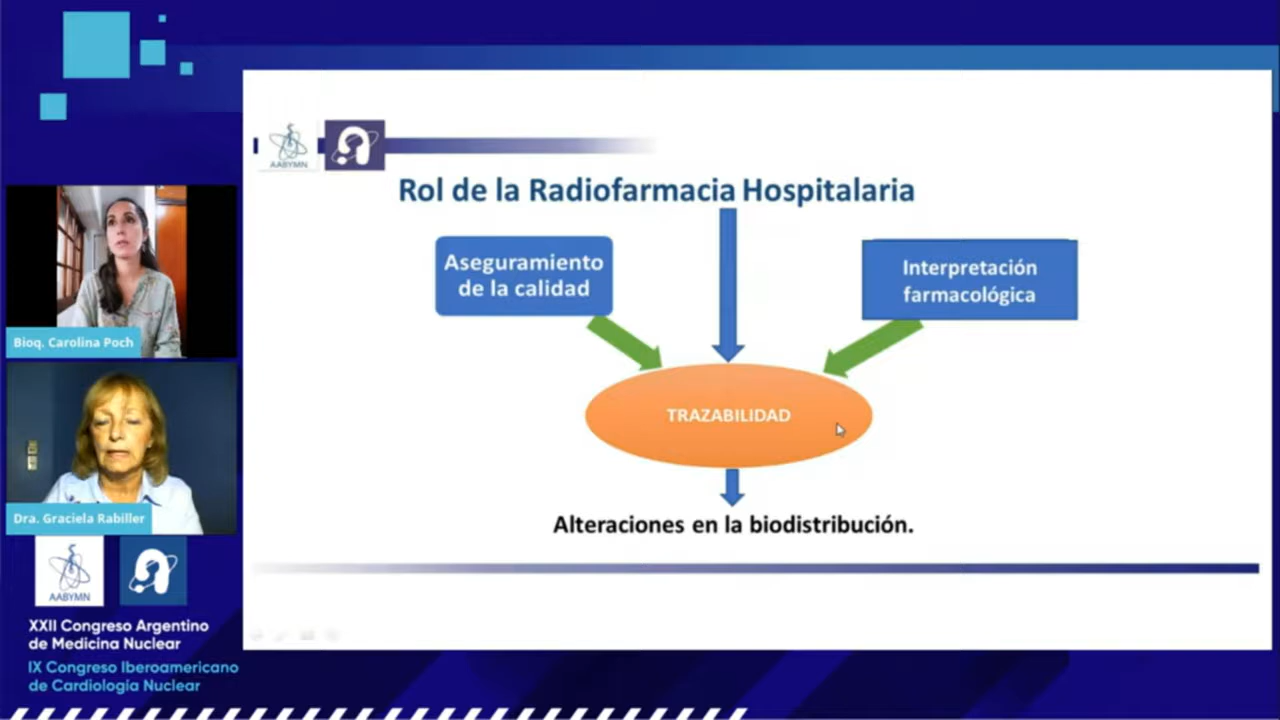 AABYMN
Rol de la Radiofarmacia Hospitalaria
Aseguramiento
de la calidad
Interpretación
farmacológica
TRAZABILIDAD
Alteraciones en la biodistribución.
Bioq. Carolina Poch
Dra. Graciela Rabiller
AABYMN
XXII Congreso Argentino
de Medicina Nuclear
IX Congreso Iberoamericano
de Cardiología Nuclear